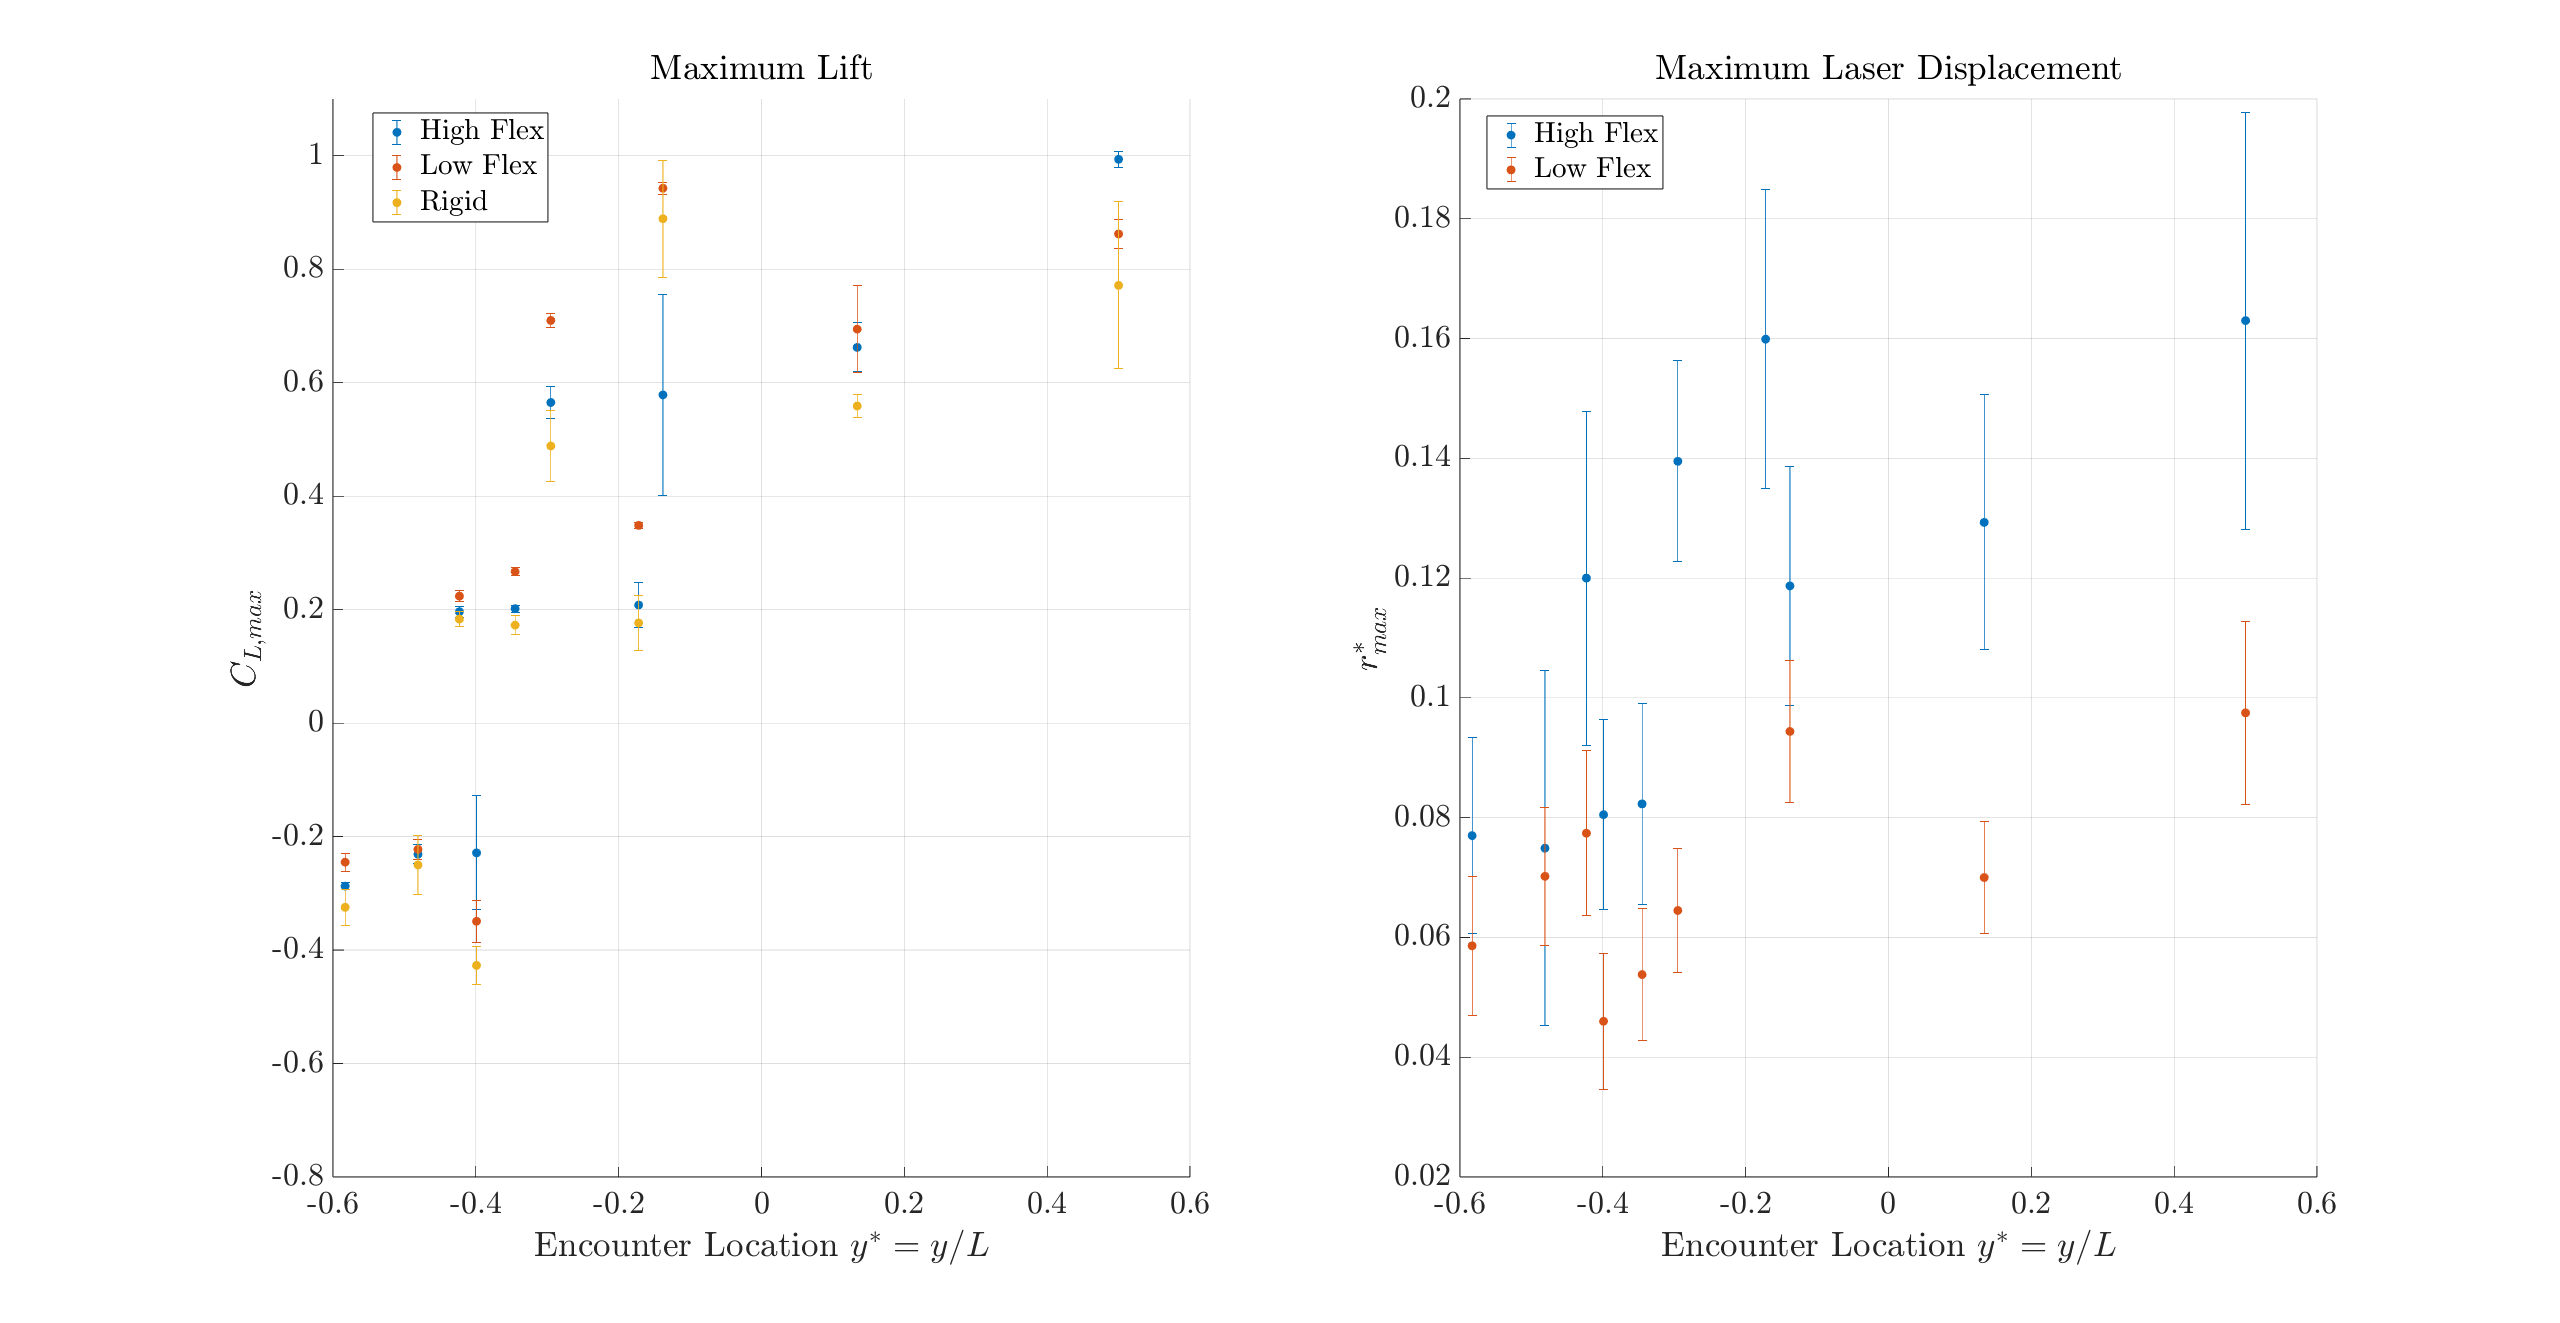 Maximum Lift
High Flex
Low Flex
Rigid
1
0.8
0.6
0.4
0.2
0
-0.2
-0.4
-0.6
-0.8
C_{L,max}
-0.6 -0.4 -0.2 0 0.2 0.4 0.6
Encounter Location y* = y/L
Maximum Laser Displacement
High Flex
Low Flex
0.2
0.18
0.16
0.14
0.12
0.1
0.08
0.06
0.04
0.02
r*_{max}
-0.6 -0.4 -0.2 0 0.2 0.4 0.6
Encounter Location y* = y/L